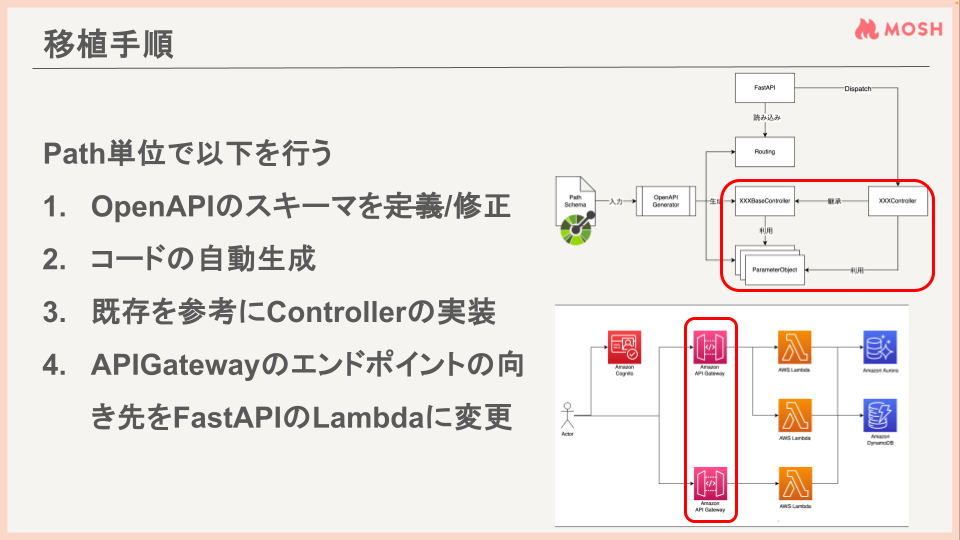 移植手順
MOSH
Path単位で以下を行う
1. OpenAPIのスキーマを定義/修正
2. コードの自動生成
3. 既存を参考にControllerの実装
4. APIGatewayのエンドポイントの向
き先をFastAPIのLambdaに変更
FastAPI
Dispatch
読み込み
Routing
Path
Schema
入力
OpenAPI
Generator
生成
XXXBaseController
継承
XXXController
利用
ParameterObject
利用
Amazon
Cognito
Amazon
API Gateway
AWS Lambda
Amazon Aurora
Actor
AWS Lambda
Amazon
DynamoDB
Amazon
API Gateway
AWS Lambda